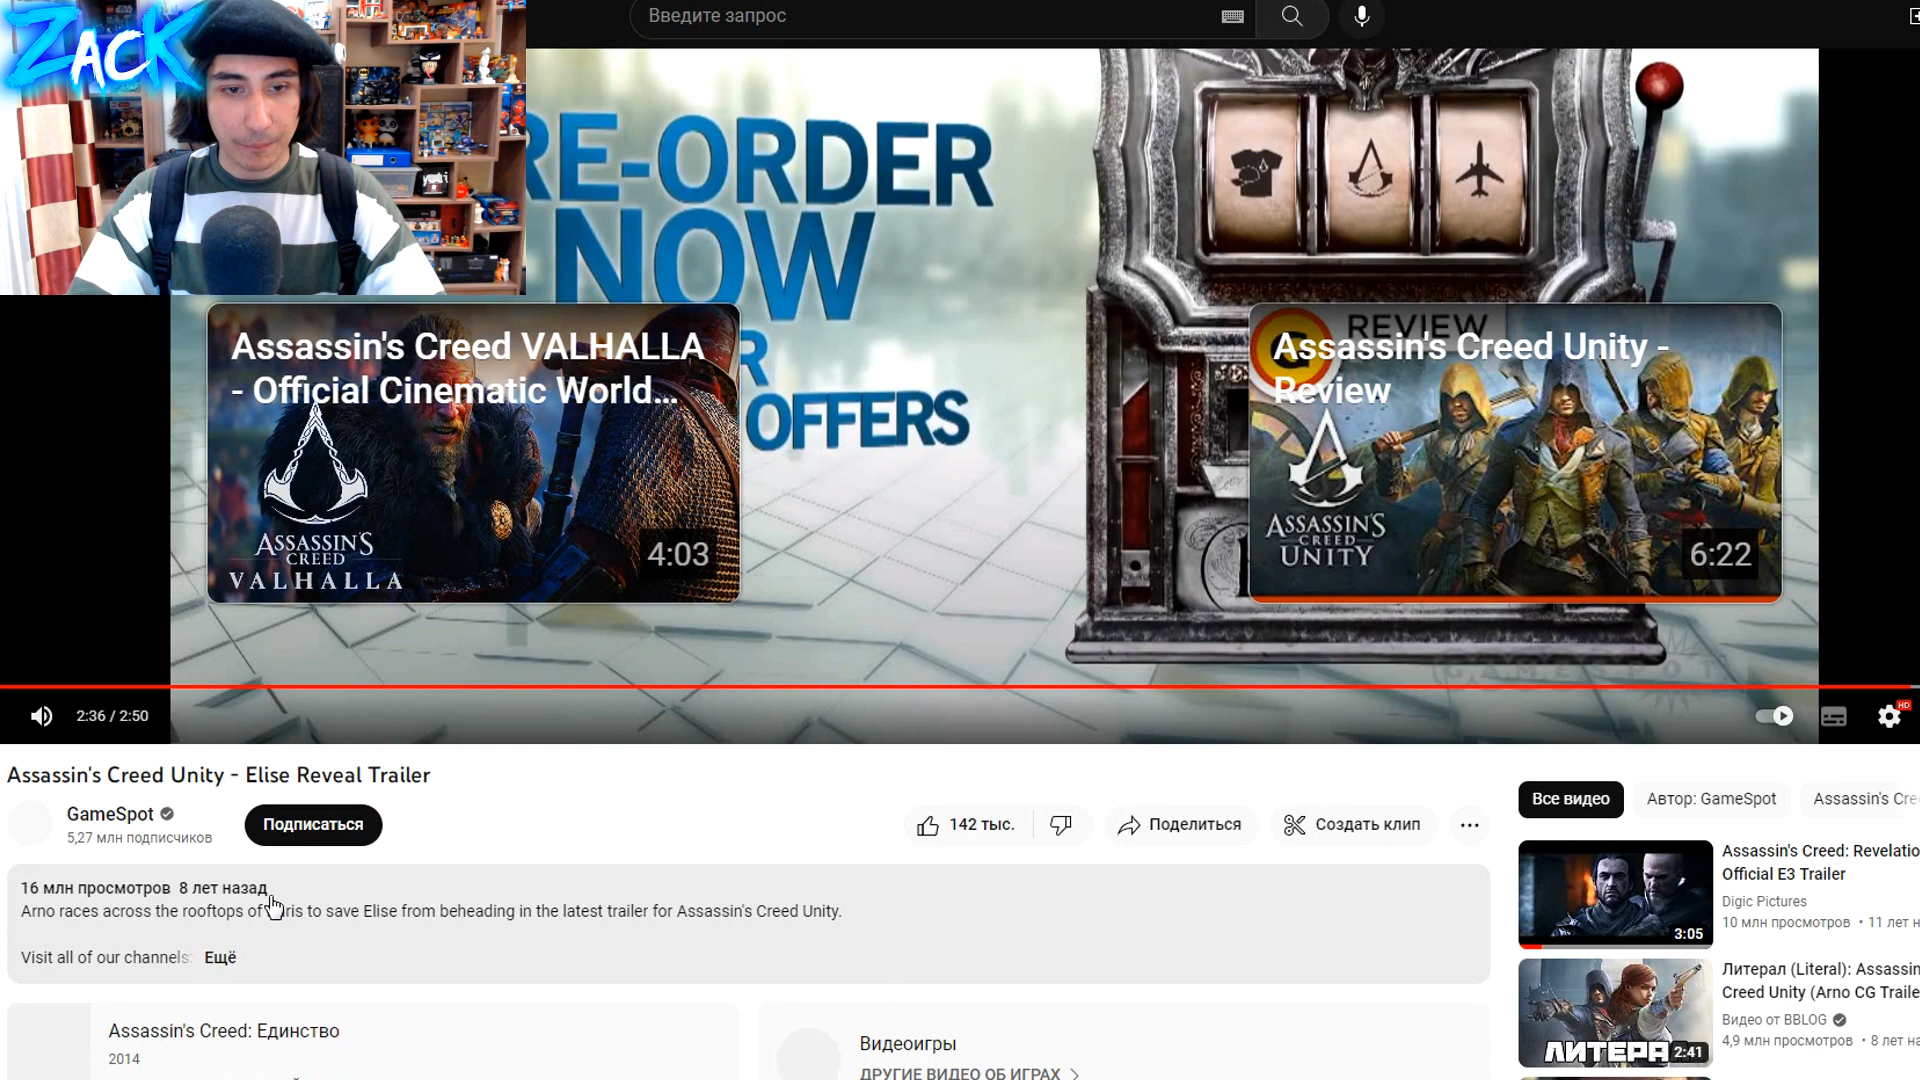 ZACK
Введите запрос
RE-ORDER
NOW
R
OFFERS
Assassin's Creed VALHALLA
- Official Cinematic World...
ASSASSIN'S
CREED
VALHALLA
4:03
REVIEW
Assassin's Creed Unity -
Review
ASSASSIN'S
CREED
UNITY
6:22
2:36 / 2:50
HD
Assassin's Creed Unity - Elise Reveal Trailer
GameSpot
5,27 млн подписчиков
Подписаться
142 тыс.
Поделиться
Создать клип
16 млн просмотров 8 лет назад
Arno races across the rooftops of ris to save Elise from beheading in the latest trailer for Assassin's Creed Unity.
Visit all of our channels: Ещё
Assassin's Creed: Единство
2014
Видеоигры
ДРУГИЕ ВИДЕО ОБ ИГРАХ
Все видео
Автор: GameSpot
Assassin's Cre
Assassin's Creed: Revelatio
Official E3 Trailer
Digic Pictures
10 млн просмотров • 11 лет н
3:05
Литерал (Literal): Assassin
Creed Unity (Arno CG Traile
Видео от BBLOG
4,9 млн просмотров • 8 лет на
ЛИТЕРА
2:41